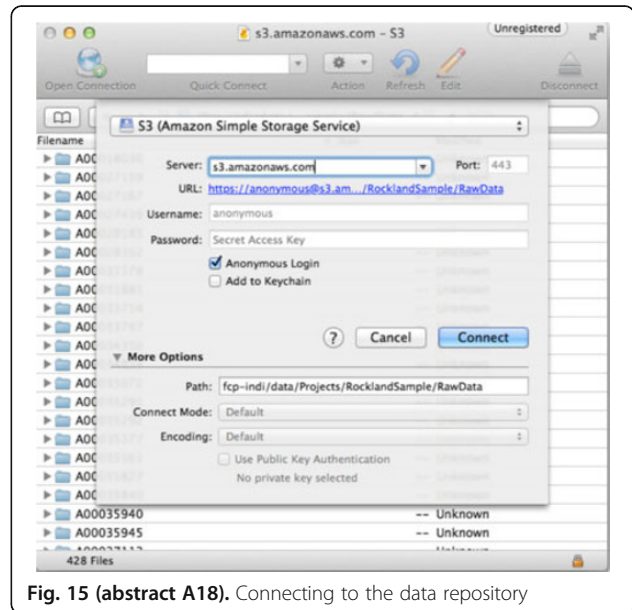 s3.amazonaws.com – S3
Unregistered
Open Connection Quick Connect Action Refresh Edit Disconnect
S3 (Amazon Simple Storage Service)
Filename
Server: s3.amazonaws.com Port: 443
URL: https://anonymous@s3.am.../RocklandSample/RawData
Username: anonymous
Password: Secret Access Key
Anonymous Login
Add to Keychain
? Cancel Connect
More Options
Path: fcp-indi/data/Projects/RocklandSample/RawData
Connect Mode: Default
Encoding: Default
Use Public Key Authentication
No private key selected
A00035940 -- Unknown
A00035945 -- Unknown
428 Files
Fig. 15 (abstract A18). Connecting to the data repository